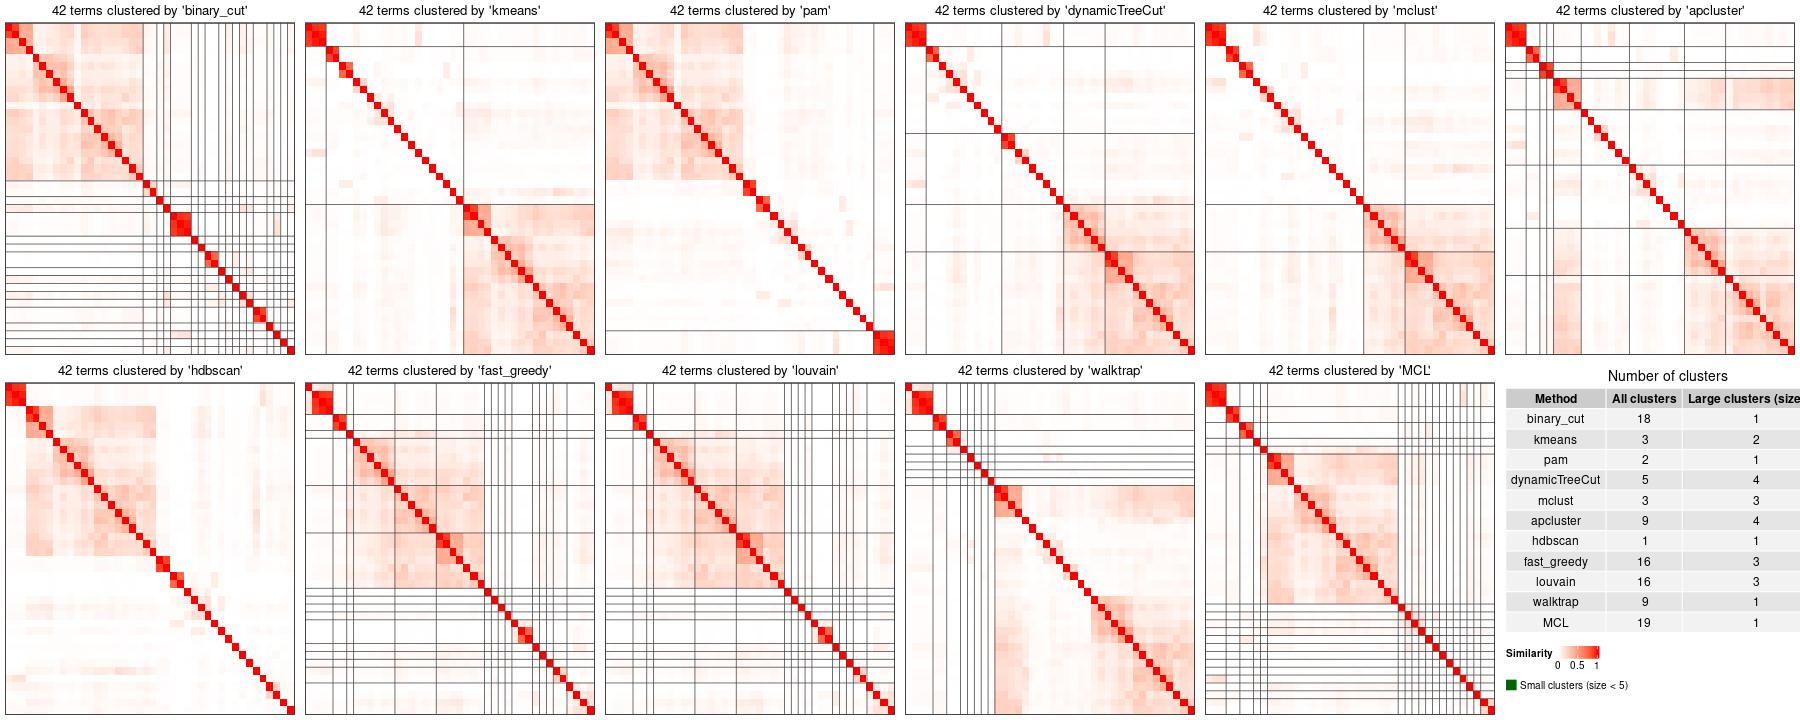 42 terms clustered by 'binary_cut'
42 terms clustered by 'kmeans'
42 terms clustered by 'pam'
42 terms clustered by 'dynamicTreeCut'
42 terms clustered by 'mclust'
42 terms clustered by 'apcluster'
42 terms clustered by 'hdbscan'
42 terms clustered by 'fast_greedy'
42 terms clustered by 'louvain'
42 terms clustered by 'walktrap'
42 terms clustered by 'MCL'
Number of clusters
Method All clusters Large clusters (size
binary_cut 18 1
kmeans 3 2
pam 2 1
dynamicTreeCut 5 4
mclust 3 3
apcluster 9 4
hdbscan 1 1
fast_greedy 16 3
louvain 16 3
walktrap 9 1
MCL 19 1
Similarity
0 0.5 1
Small clusters (size < 5)